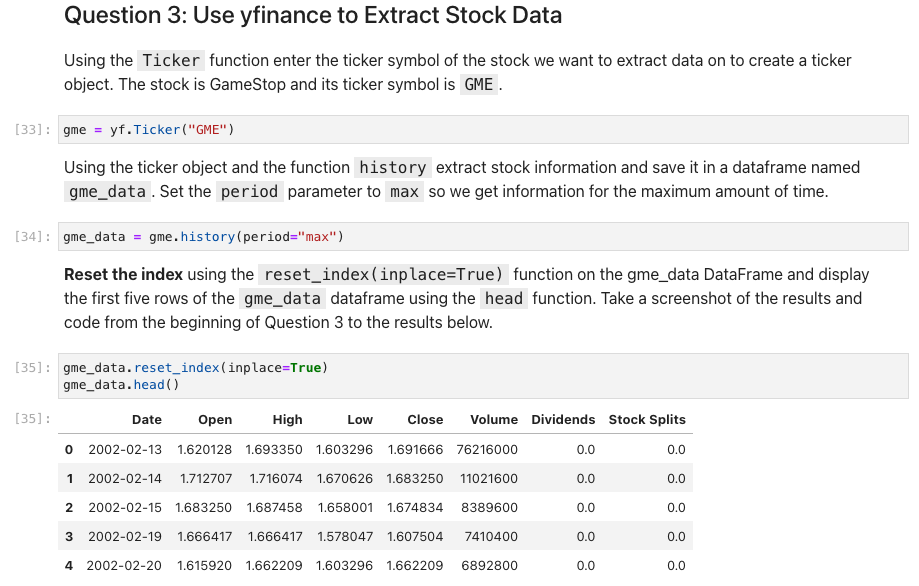 Question 3: Use yfinance to Extract Stock Data
Using the Ticker function enter the ticker symbol of the stock we want to extract data on to create a ticker
object. The stock is GameStop and its ticker symbol is GME.
[33]: gme = yf.Ticker("GME")
Using the ticker object and the function history extract stock information and save it in a dataframe named
gme_data. Set the period parameter to max so we get information for the maximum amount of time.
[34]: gme_data = gme.history(period="max")
Reset the index using the reset_index(inplace=True) function on the gme_data DataFrame and display
the first five rows of the gme_data dataframe using the head function. Take a screenshot of the results and
code from the beginning of Question 3 to the results below.
[35]: gme_data.reset_index(inplace=True)
gme_data.head()
[35]: Date Open High Low Close Volume Dividends Stock Splits
0 2002-02-13 1.620128 1.693350 1.603296 1.691666 76216000 0.0 0.0
1 2002-02-14 1.712707 1.716074 1.670626 1.683250 11021600 0.0 0.0
2 2002-02-15 1.683250 1.687458 1.658001 1.674834 8389600 0.0 0.0
3 2002-02-19 1.666417 1.666417 1.578047 1.607504 7410400 0.0 0.0
4 2002-02-20 1.615920 1.662209 1.603296 1.662209 6892800 0.0 0.0